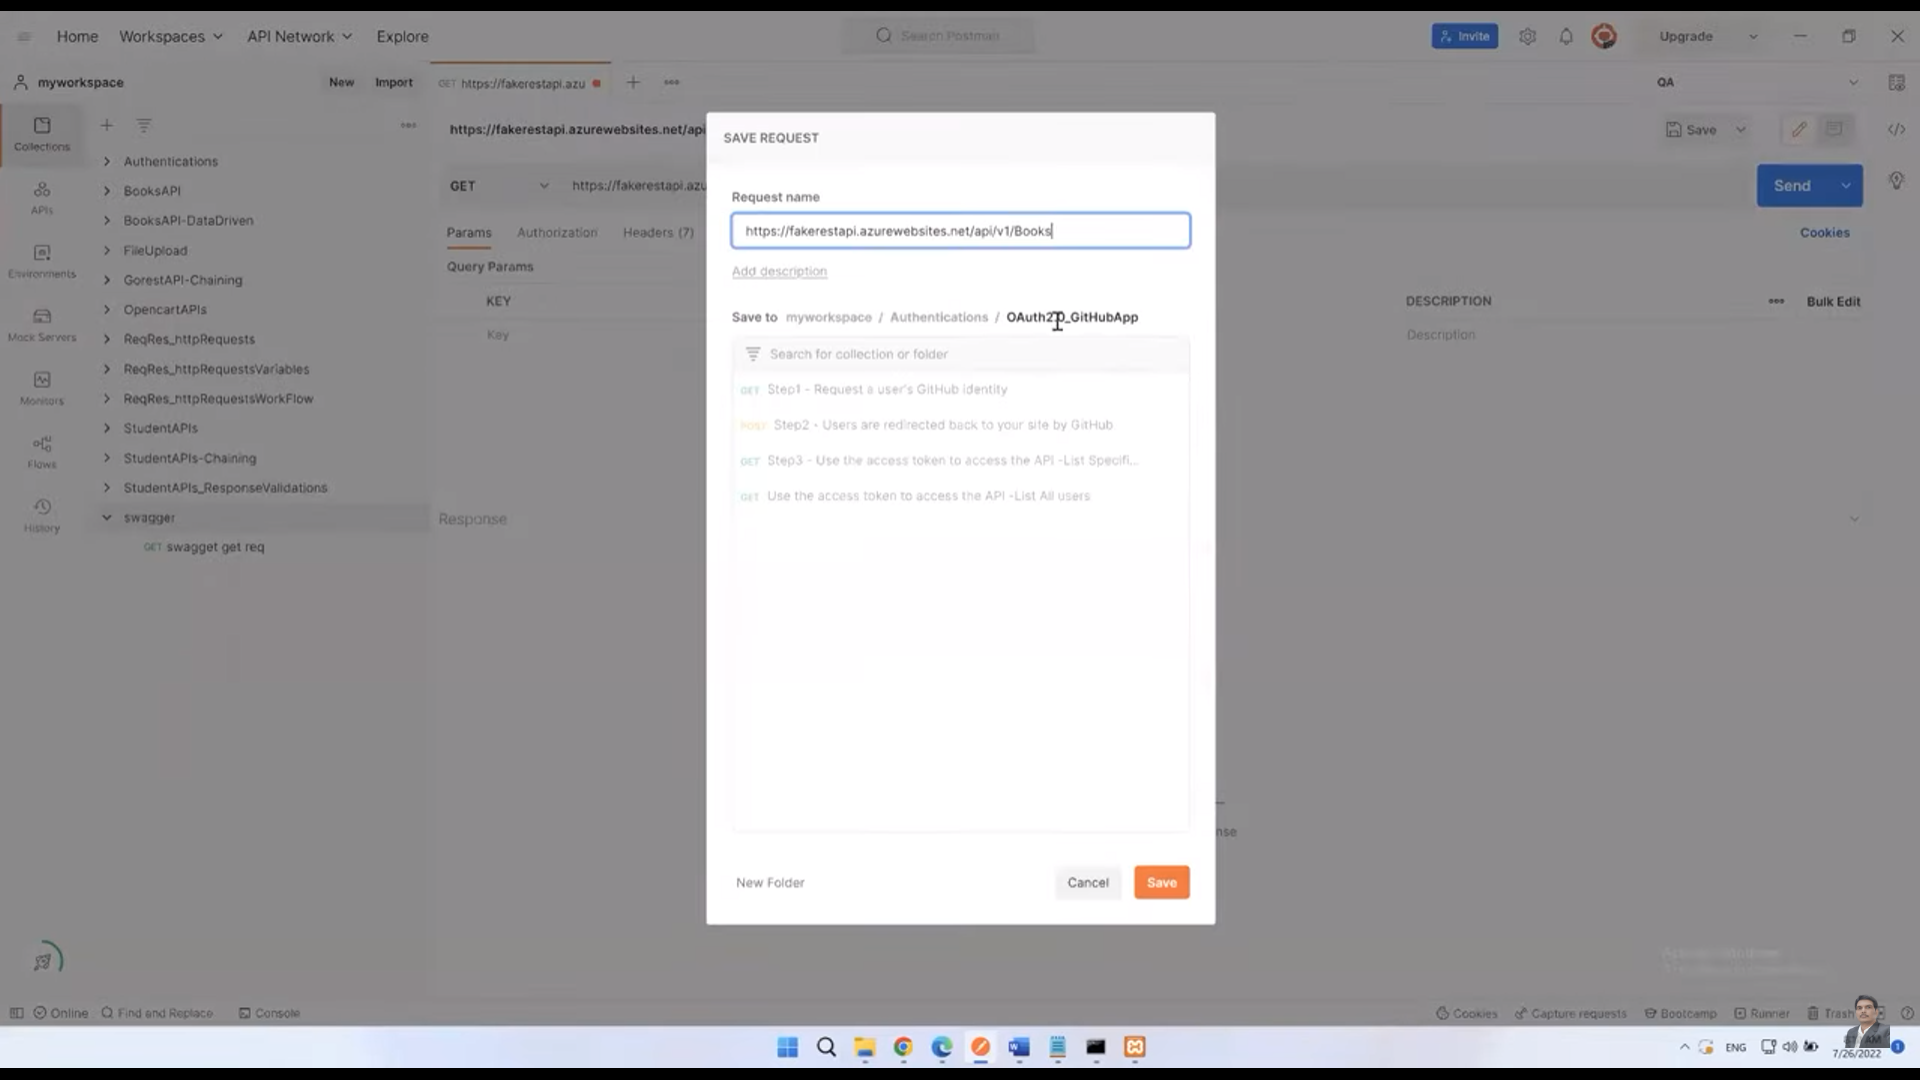 Home Workspaces API Network Explore Search Postman Invite Upgrade
myworkspace New Import GET https://fakerestapi.azu QA
Collections
APIs
Environments
Mock Servers
Monitors
Flows
History
Authentications
BooksAPI
BooksAPI-DataDriven
FileUpload
GorestAPI-Chaining
OpencartAPIs
ReqRes_httpRequests
ReqRes_httpRequestsVariables
ReqRes_httpRequestsWorkFlow
StudentAPIs
StudentAPIs-Chaining
StudentAPIs_ResponseValidations
swagger
GET swagget get req
https://fakerestapi.azurewebsites.net/api
Save
GET https://fakerestapi.azu
Send
Params Authorization Headers (7)
Cookies
Query Params
KEY
DESCRIPTION Bulk Edit
Key
Description
Response
SAVE REQUEST
Request name
https://fakerestapi.azurewebsites.net/api/v1/Books
Add description
Save to myworkspace / Authentications / OAuth2.0_GitHubApp
Search for collection or folder
GET Step1 - Request a user's GitHub identity
POST Step2 - Users are redirected back to your site by GitHub
GET Step3 - Use the access token to access the API -List Specifi...
GET Use the access token to access the API -List All users
New Folder Cancel Save
nse
Online Find and Replace Console
Cookies Capture requests Bootcamp Runner Trash
ENG
7/26/2022
1